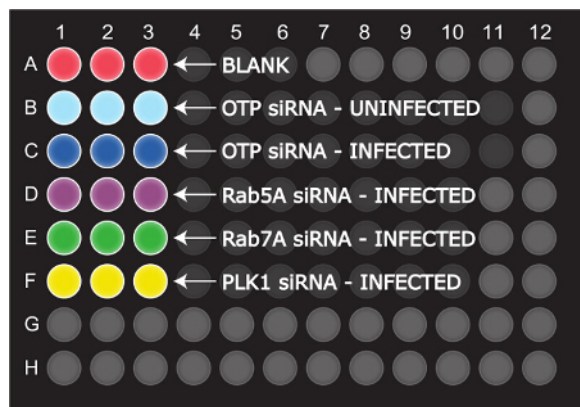 1 2 3 4 5 6 7 8 9 10 11 12
A BLANK
B OTP siRNA - UNINFECTED
C OTP siRNA - INFECTED
D Rab5A siRNA - INFECTED
E Rab7A siRNA - INFECTED
F PLK1 siRNA - INFECTED
G
H